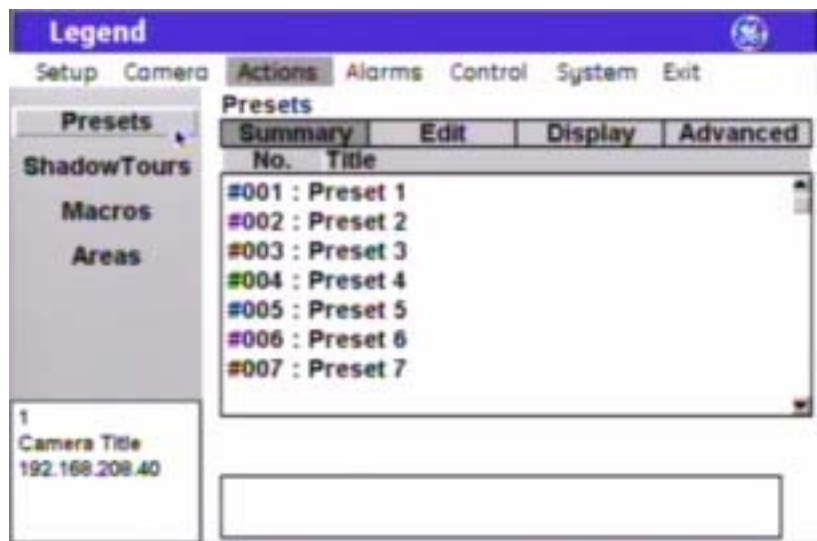 Legend
Setup Camera Actions Alarms Control System Exit
Presets
ShadowTours
Macros
Areas
Presets
Summary Edit Display Advanced
No. Title
#001 : Preset 1
#002 : Preset 2
#003 : Preset 3
#004 : Preset 4
#005 : Preset 5
#006 : Preset 6
#007 : Preset 7
1
Camera Title
192.168.208.40